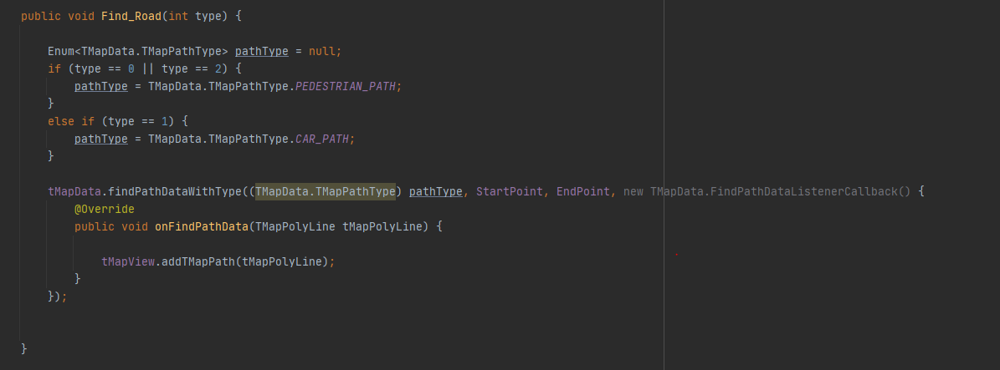 public void Find_Road(int type) {
Enum<TMapData.TMapPathType> pathType = null;
if (type == 0 || type == 2) {
pathType = TMapData.TMapPathType.PEDESTRIAN_PATH;
}
else if (type == 1) {
pathType = TMapData.TMapPathType.CAR_PATH;
}
tMapData.findPathDataWithType((TMapData.TMapPathType) pathType, StartPoint, EndPoint, new TMapData.FindPathDataListenerCallback() {
@Override
public void onFindPathData(TMapPolyLine tMapPolyLine) {
tMapView.addTMapPath(tMapPolyLine);
}
});
}